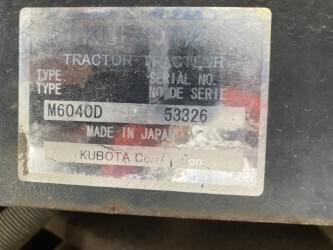 KUBOTA
TRACTOR TRACTEUR
TYPE SERIAL NO.
TYPE NO DE SERIE
M6040D 53326
MADE IN JAPAN
KUBOTA Corporation